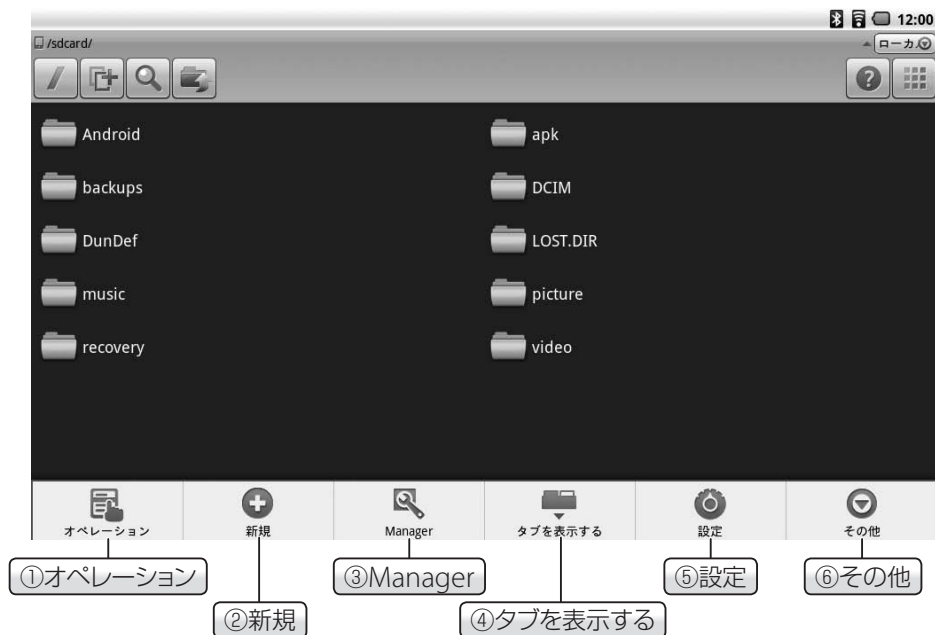 12:00
/sdcard/
ローカ
Android
apk
backups
DCIM
DunDef
LOST.DIR
music
picture
recovery
video
オペレーション
新規
Manager
タブを表示する
設定
その他
①オペレーション
③Manager
⑤設定
⑥その他
②新規
④タブを表示する